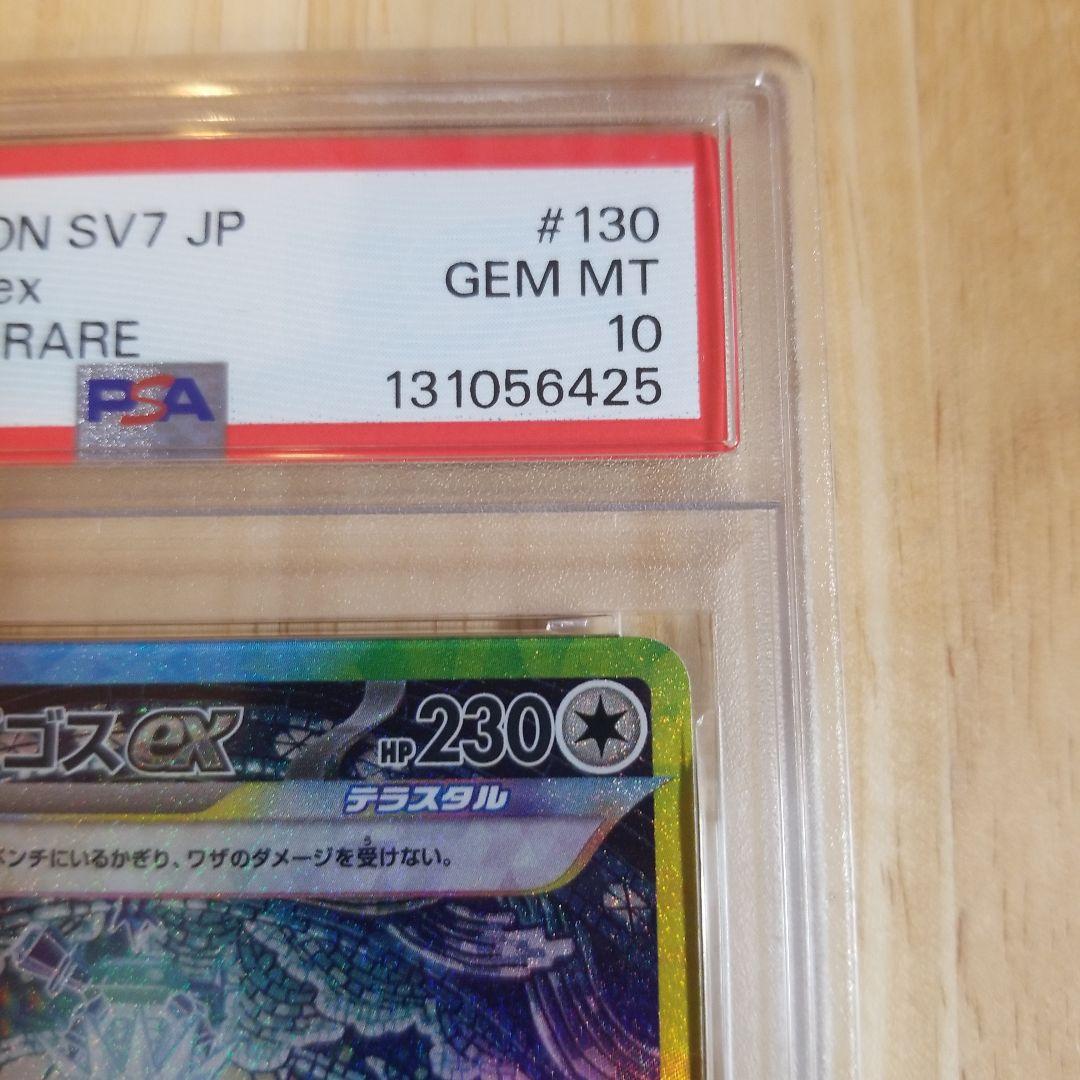 ON SV7 JP #130
ex GEM MT
RARE 10
PSA 131056425
ゴスex HP230
テラスタル
ベンチにいるかぎり、ワザのダメージを受けない。
う